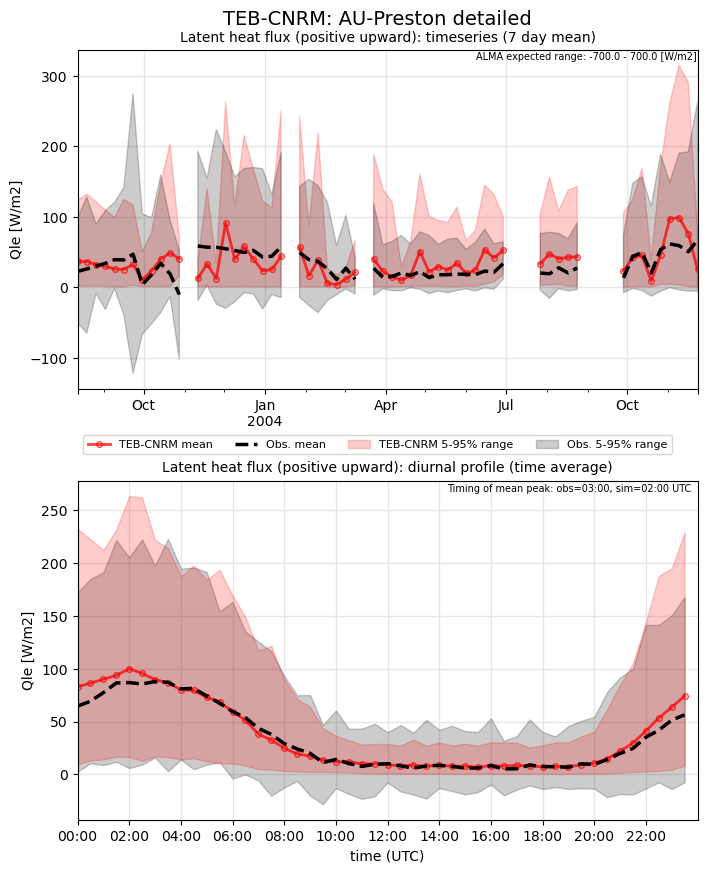 TEB-CNRM: AU-Preston detailed
Latent heat flux (positive upward): timeseries (7 day mean)
ALMA expected range: -700.0 - 700.0 [W/m2]
300
200
100
0
−100
Qle [W/m2]
Oct
Jan
2004
Apr
Jul
Oct
TEB-CNRM mean
Obs. mean
TEB-CNRM 5-95% range
Obs. 5-95% range
Latent heat flux (positive upward): diurnal profile (time average)
Timing of mean peak: obs=03:00, sim=02:00 UTC
250
200
150
100
50
0
Qle [W/m2]
00:00
02:00
04:00
06:00
08:00
10:00
12:00
14:00
16:00
18:00
20:00
22:00
time (UTC)